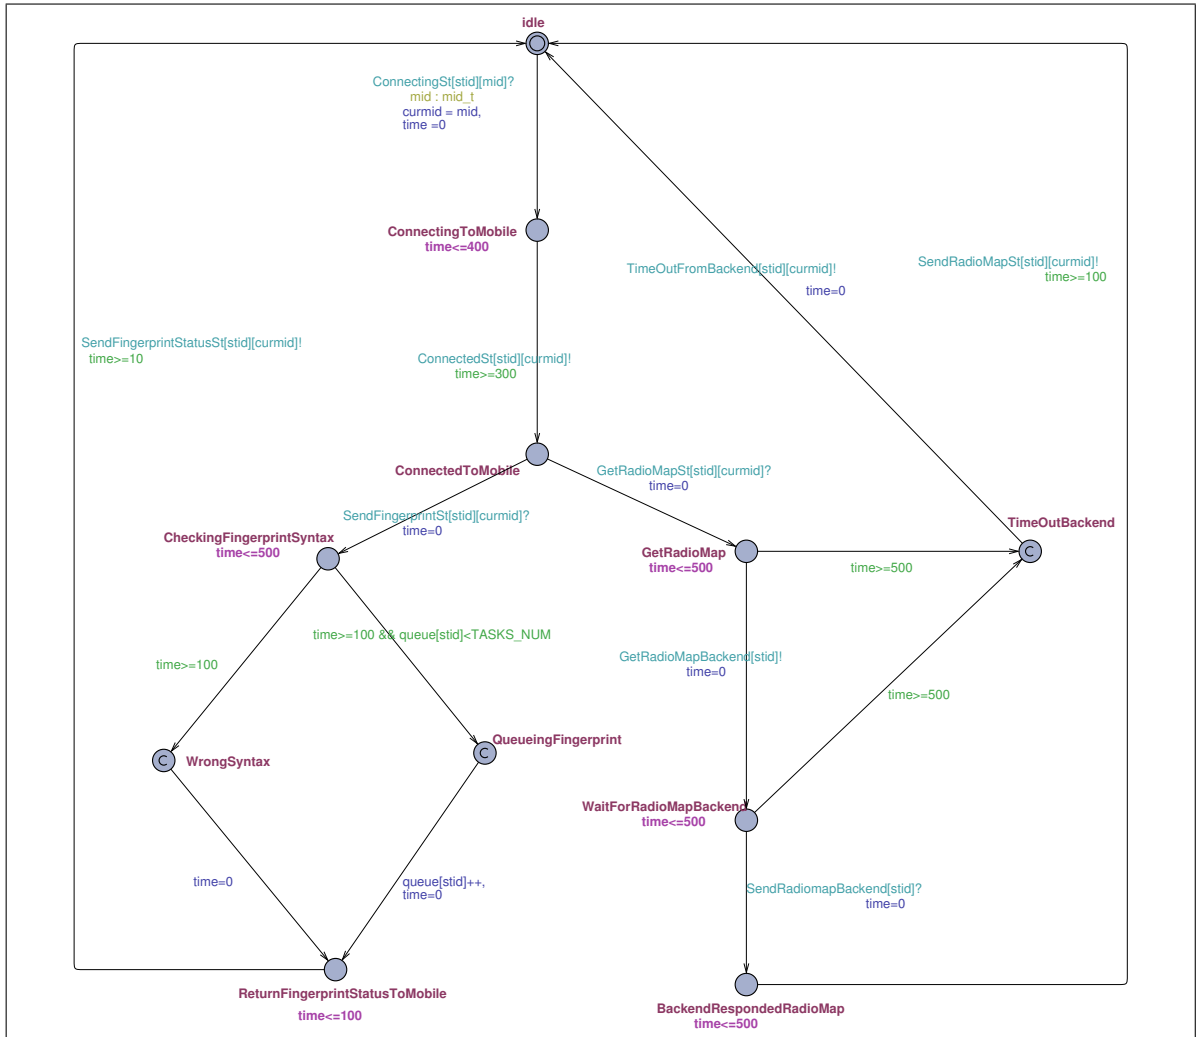 idle
ConnectingSt[stid][mid]?
mid : mid_t
curmid = mid,
time =0
ConnectingToMobile
time<=400
TimeOutFromBackend[stid][curmid]!
time=0
SendRadioMapSt[stid][curmid]!
time>=100
SendFingerprintStatusSt[stid][curmid]!
time>=10
ConnectedSt[stid][curmid]!
time>=300
ConnectedToMobile
GetRadioMapSt[stid][curmid]?
time=0
SendFingerprintSt[stid][curmid]?
time=0
CheckingFingerprintSyntax
time<=500
GetRadioMap
time<=500
TimeOutBackend
C
time>=500
time>=100 && queue[stid]<TASKS_NUM
time>=100
GetRadioMapBackend[stid]!
time=0
time>=500
C
WrongSyntax
C
QueueingFingerprint
WaitForRadioMapBackend
time<=500
time=0
queue[stid]++,
time=0
SendRadiomapBackend[stid]?
time=0
ReturnFingerprintStatusToMobile
time<=100
BackendRespondedRadioMap
time<=500